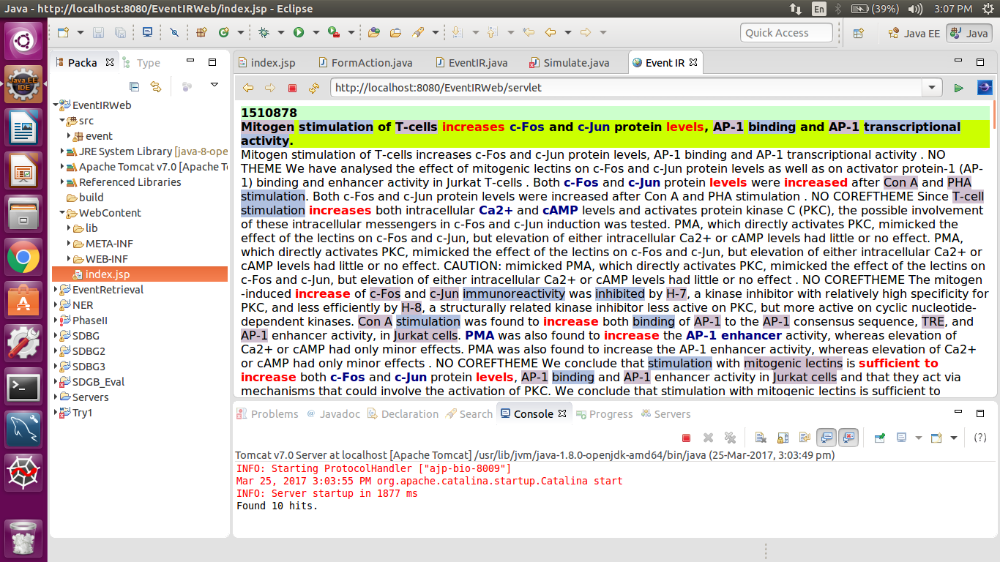 Java - http://localhost:8080/EventIRWeb/index.jsp - Eclipse
En
(39%)
3:07 PM
Quick Access
Java EE
Java
Java EE
IDE
Packa
Type
EventIRWeb
src
event
JRE System Library [java-8-ope
Apache Tomcat v7.0 [Apache T
Referenced Libraries
build
WebContent
lib
META-INF
WEB-INF
index.jsp
EventRetrieval
NER
PhaseII
SDBG
SDBG2
SDBG3
SDGB_Eval
Servers
Try1
index.jsp
FormAction.java
EventIR.java
Simulate.java
Event IR
http://localhost:8080/EventIRWeb/servlet
1510878
Mitogen stimulation of T-cells increases c-Fos and c-Jun protein levels, AP-1 binding and AP-1 transcriptional
activity.
Mitogen stimulation of T-cells increases c-Fos and c-Jun protein levels, AP-1 binding and AP-1 transcriptional activity . NO
THEME We have analysed the effect of mitogenic lectins on c-Fos and c-Jun protein levels as well as on activator protein-1 (AP-
1) binding and enhancer activity in Jurkat T-cells . Both c-Fos and c-Jun protein levels were increased after Con A and PHA
stimulation. Both c-Fos and c-Jun protein levels were increased after Con A and PHA stimulation . NO COREFTHEME Since T-cell
stimulation increases both intracellular Ca2+ and cAMP levels and activates protein kinase C (PKC), the possible involvement
of these intracellular messengers in c-Fos and c-Jun induction was tested. PMA, which directly activates PKC, mimicked the
effect of the lectins on c-Fos and c-Jun, but elevation of either intracellular Ca2+ or cAMP levels had little or no effect. PMA,
which directly activates PKC, mimicked the effect of the lectins on c-Fos and c-Jun, but elevation of either intracellular Ca2+ or
cAMP levels had little or no effect. CAUTION: mimicked PMA, which directly activates PKC, mimicked the effect of the lectins on
c-Fos and c-Jun, but elevation of either intracellular Ca2+ or cAMP levels had little or no effect . NO COREFTHEME The mitogen
-induced increase of c-Fos and c-Jun immunoreactivity was inhibited by H-7, a kinase inhibitor with relatively high specificity for
PKC, and less efficiently by H-8, a structurally related kinase inhibitor less active on PKC, but more active on cyclic nucleotide-
dependent kinases. Con A stimulation was found to increase both binding of AP-1 to the AP-1 consensus sequence, TRE, and
AP-1 enhancer activity, in Jurkat cells. PMA was also found to increase the AP-1 enhancer activity, whereas elevation of
Ca2+ or cAMP had only minor effects. PMA was also found to increase the AP-1 enhancer activity, whereas elevation of Ca2+
or cAMP had only minor effects . NO COREFTHEME We conclude that stimulation with mitogenic lectins is sufficient to
increase both c-Fos and c-Jun protein levels, AP-1 binding and AP-1 enhancer activity in Jurkat cells and that they act via
mechanisms that could involve the activation of PKC. We conclude that stimulation with mitogenic lectins is sufficient to
Problems
Javadoc
Declaration
Search
Console
Progress
Servers
Tomcat v7.0 Server at localhost [Apache Tomcat] /usr/lib/jvm/java-1.8.0-openjdk-amd64/bin/java (25-Mar-2017, 3:03:49 pm)
INFO: Starting ProtocolHandler ["ajp-bio-8009"]
Mar 25, 2017 3:03:55 PM org.apache.catalina.startup.Catalina start
INFO: Server startup in 1877 ms
Found 10 hits.